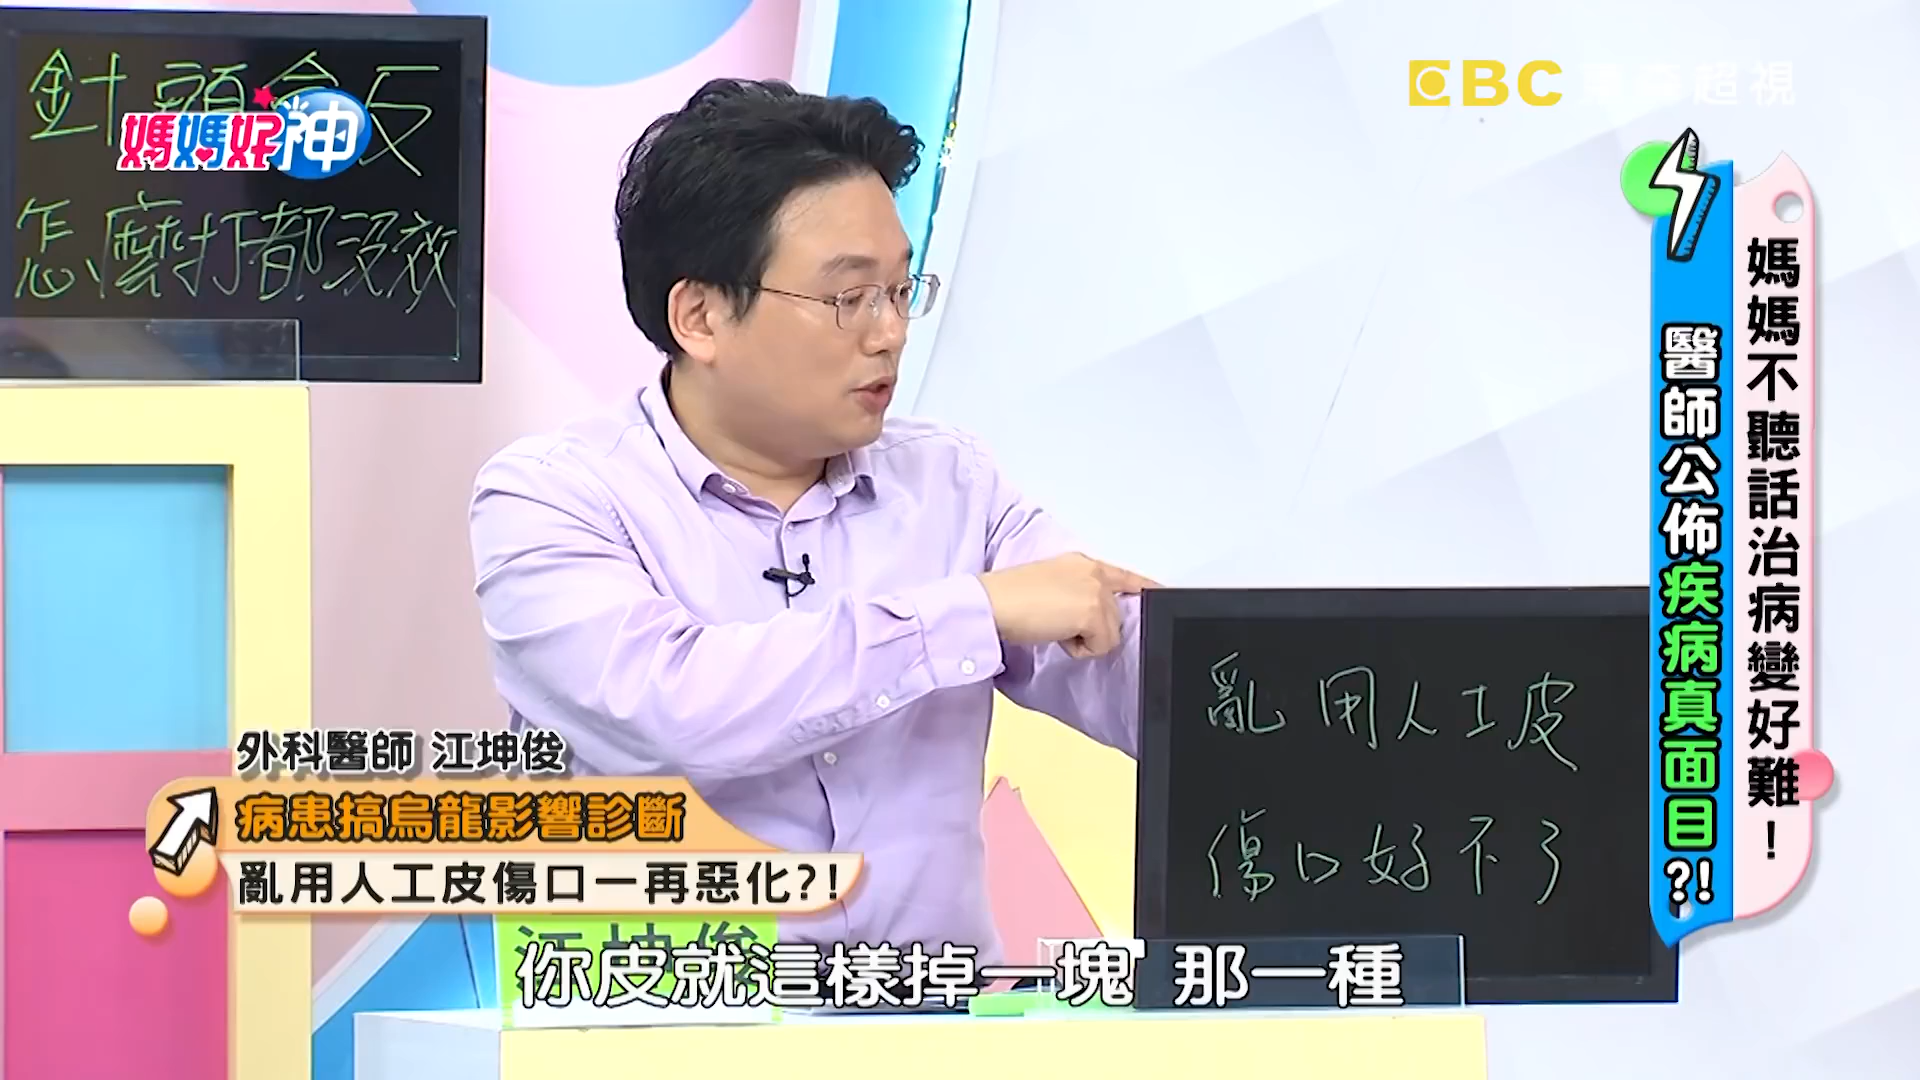 針頭拿反
怎麼打都沒效
媽媽好神
EBC 東森超視
媽媽不聽話治病變好難！
醫師公佈疾病真面目?!
亂用人工皮
傷口好不了
外科醫師 江坤俊
病患搞烏龍影響診斷
亂用人工皮傷口一再惡化?!
江坤俊
你皮就這樣掉一塊 那一種